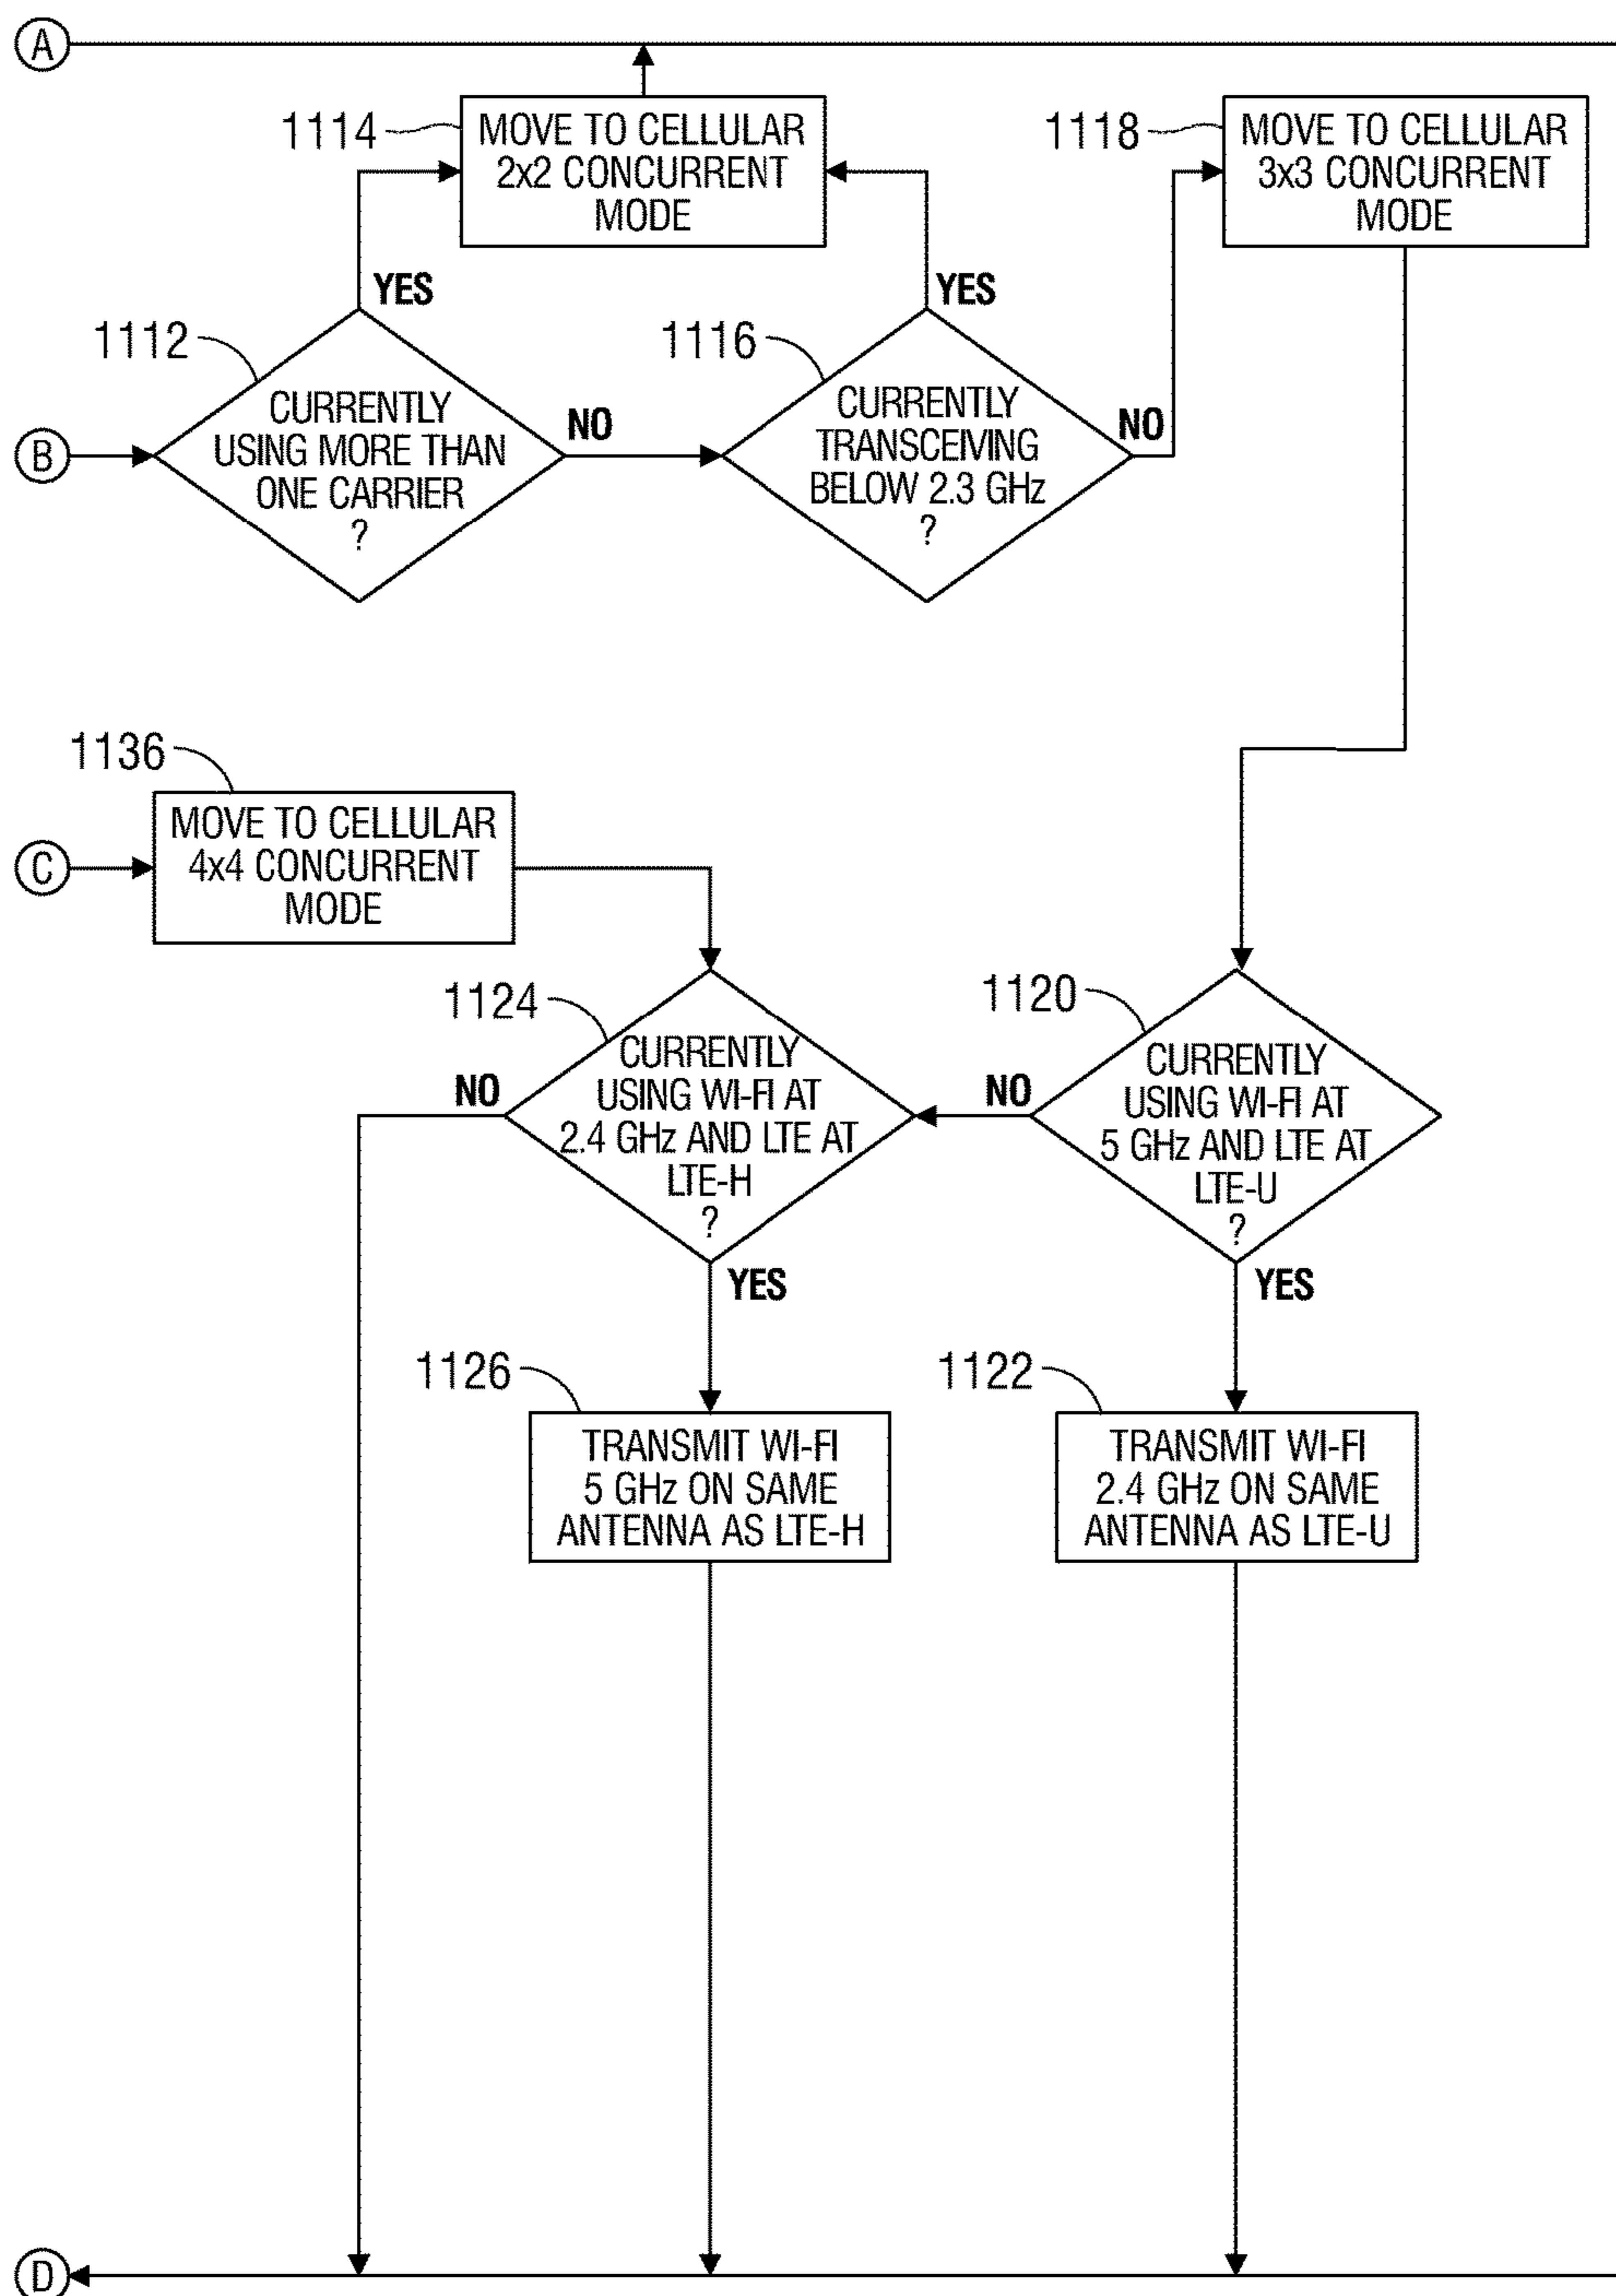 A
1114
MOVE TO CELLULAR
2x2 CONCURRENT
MODE
1118
MOVE TO CELLULAR
3x3 CONCURRENT
MODE
YES
YES
1112
1116
CURRENTLY
USING MORE THAN
ONE CARRIER
?
NO
CURRENTLY
TRANSCEIVING
BELOW 2.3 GHz
?
NO
B
1136
MOVE TO CELLULAR
4x4 CONCURRENT
MODE
C
1124
1120
CURRENTLY
USING WI-FI AT
2.4 GHz AND LTE AT
LTE-H
?
NO
CURRENTLY
USING WI-FI AT
5 GHz AND LTE AT
LTE-U
?
NO
YES
YES
1126
1122
TRANSMIT WI-FI
5 GHz ON SAME
ANTENNA AS LTE-H
TRANSMIT WI-FI
2.4 GHz ON SAME
ANTENNA AS LTE-U
D